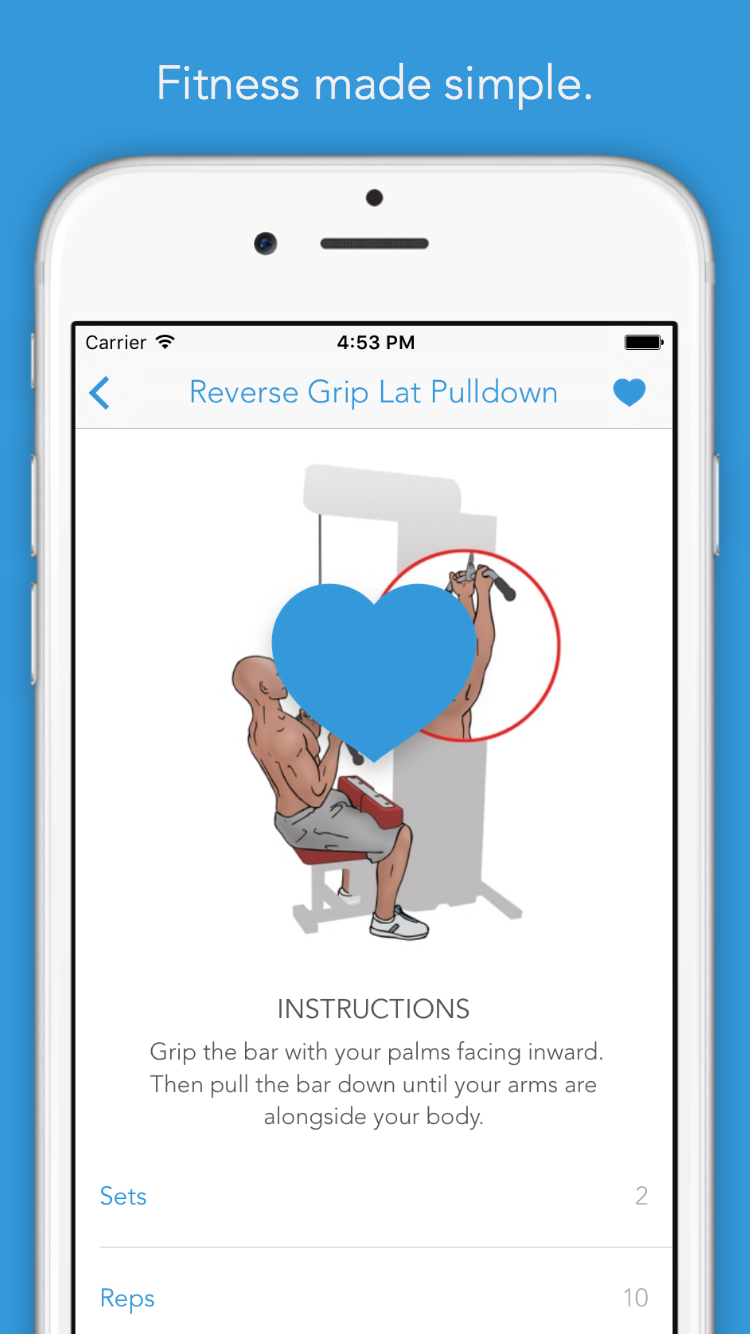 Fitness made simple.
Carrier 4:53 PM
Reverse Grip Lat Pulldown
INSTRUCTIONS
Grip the bar with your palms facing inward.
Then pull the bar down until your arms are
alongside your body.
Sets 2
Reps 10